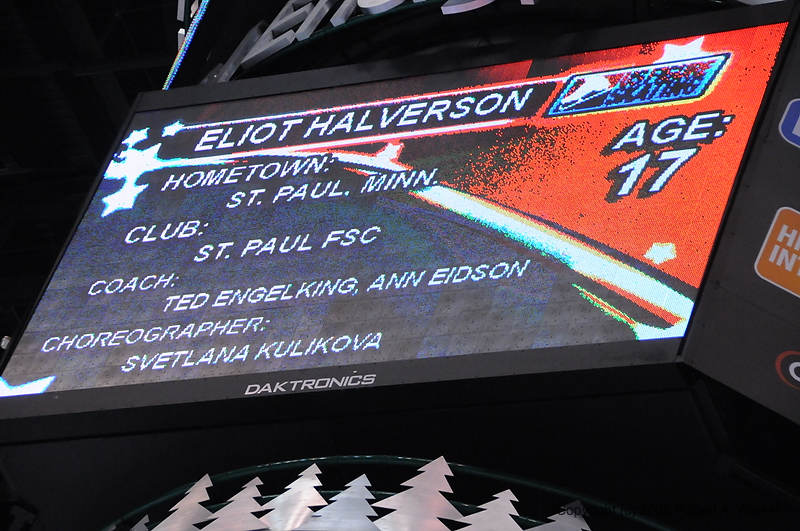 ELIOT HALVERSON
AGE:
17
HOMETOWN:
ST. PAUL, MINN.
CLUB:
ST. PAUL FSC
COACH:
TED ENGELKING, ANN EIDSON
CHOREOGRAPHER:
SVETLANA KULIKOVA
DAKTRONICS